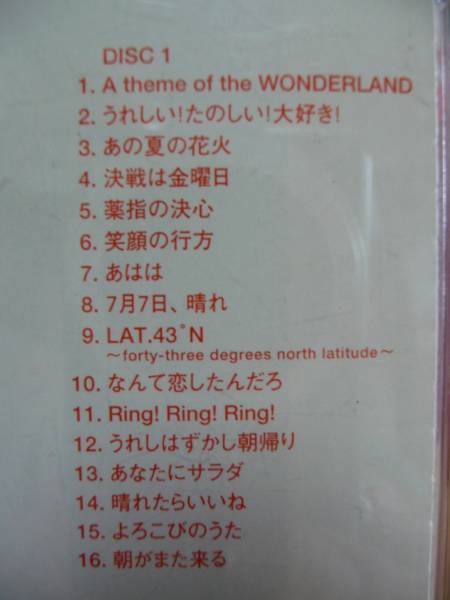 DISC 1
1. A theme of the WONDERLAND
2. うれしい!たのしい!大好き!
3. あの夏の花火
4. 決戦は金曜日
5. 薬指の決心
6. 笑顔の行方
7. あはは
8. 7月7日、晴れ
9. LAT.43°N
～forty-three degrees north latitude～
10. なんて恋したんだろ
11. Ring! Ring! Ring!
12. うれしはずかし朝帰り
13. あなたにサラダ
14. 晴れたらいいね
15. よろこびのうた
16. 朝がまた来る